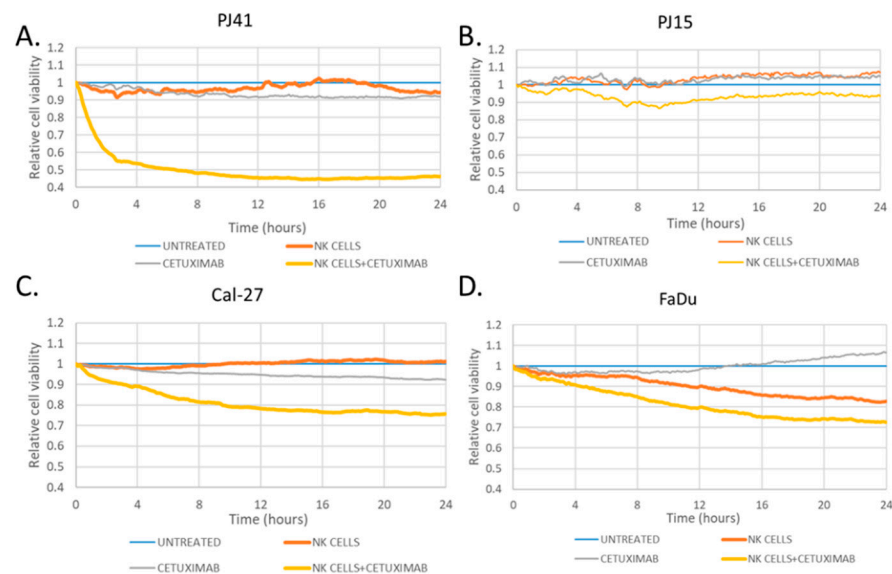 A.
PJ41
Relative cell viability
1.2
1.1
1
0.9
0.8
0.7
0.6
0.5
0.4
0 4 8 12 16 20 24
Time (hours)
UNTREATED NK CELLS
CETUXIMAB NK CELLS+CETUXIMAB
B.
PJ15
Relative cell viability
1.2
1.1
1
0.9
0.8
0.7
0.6
0.5
0.4
0 4 8 12 16 20 24
Time (hours)
UNTREATED NK CELLS
CETUXIMAB NK CELLS+CETUXIMAB
C.
Cal-27
Relative cell viability
1.2
1.1
1
0.9
0.8
0.7
0.6
0.5
0.4
0 4 8 12 16 20 24
Time (hours)
UNTREATED NK CELLS
CETUXIMAB NK CELLS+CETUXIMAB
D.
FaDu
Relative cell viability
1.2
1.1
1
0.9
0.8
0.7
0.6
0.5
0.4
0 4 8 12 16 20 24
Time (hours)
UNTREATED NK CELLS
CETUXIMAB NK CELLS+CETUXIMAB